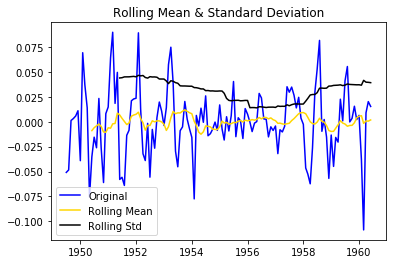 Rolling Mean & Standard Deviation
0.075
0.050
0.025
0.000
−0.025
−0.050
−0.075
−0.100
Original
Rolling Mean
Rolling Std
1950 1952 1954 1956 1958 1960